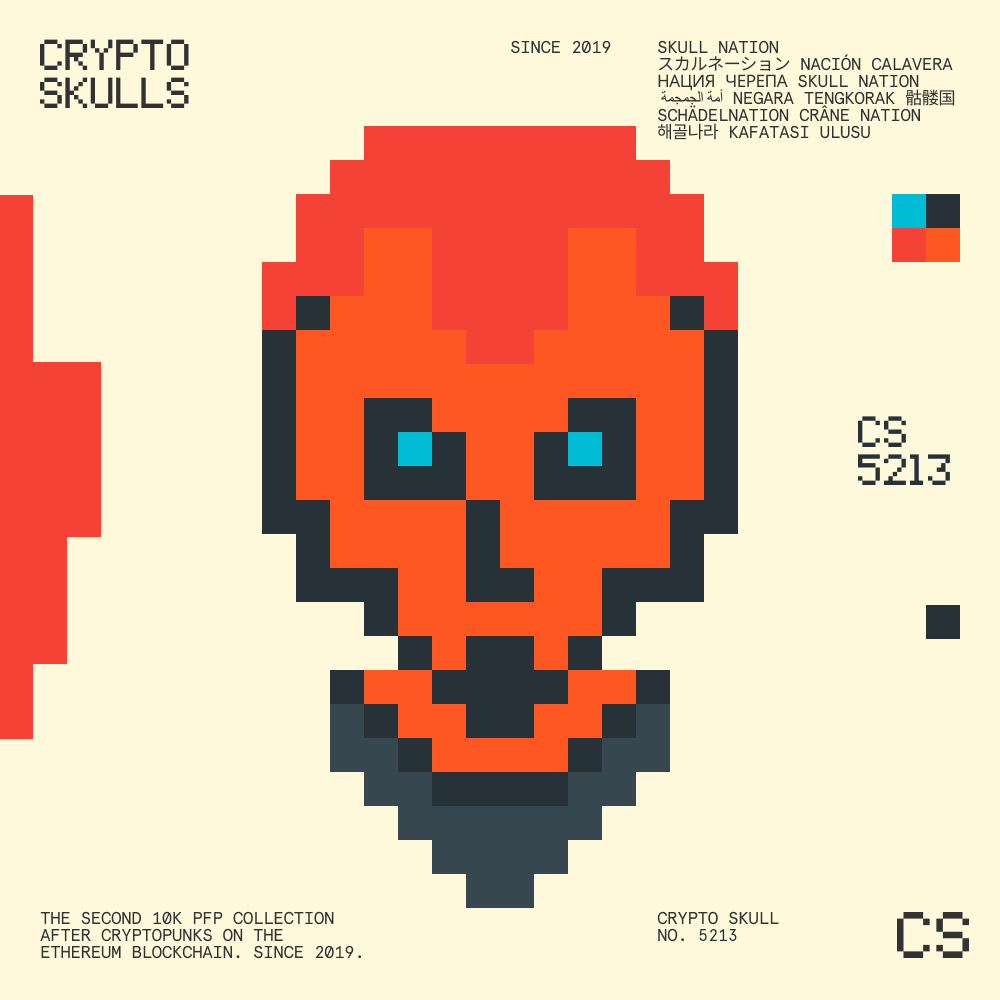 CRYPTO
SKULLS
SINCE 2019
SKULL NATION
スカルネーション NACIÓN CALAVERA
НАЦИЯ ЧЕРЕПА SKULL NATION
أمة الجمجمة NEGARA TENGKORAK 骷髅国
SCHÄDELNATION CRÂNE NATION
해골나라 KAFATASI ULUSU
CS
5213
THE SECOND 10K PFP COLLECTION
AFTER CRYPTOPUNKS ON THE
ETHEREUM BLOCKCHAIN. SINCE 2019.
CRYPTO SKULL
NO. 5213
CS